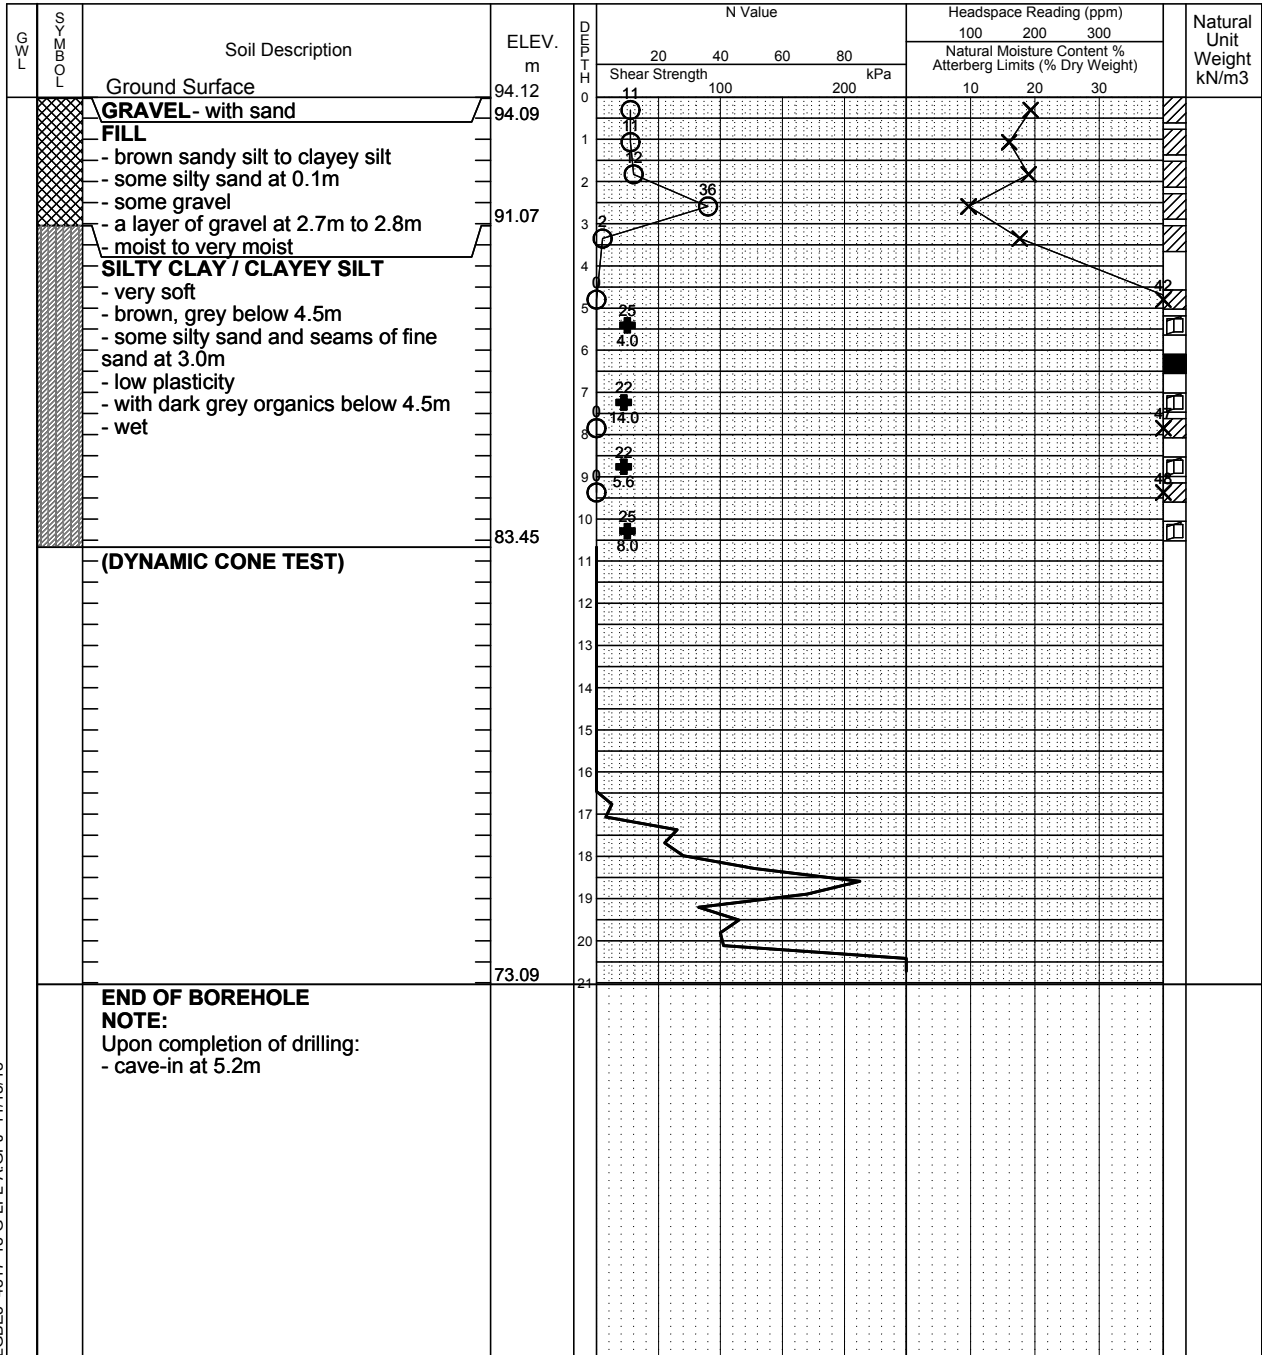 GWL
SYMBOL
Soil Description
ELEV.
m
DEPTH
N Value
20 40 60 80
Shear Strength kPa
100 200
Headspace Reading (ppm)
100 200 300
Natural Moisture Content %
Atterberg Limits (% Dry Weight)
10 20 30
Natural
Unit
Weight
kN/m3
Ground Surface
94.12
0
GRAVEL - with sand
94.09
11
FILL
11
- brown sandy silt to clayey silt
1
- some silty sand at 0.1m
12
- some gravel
2
36
- a layer of gravel at 2.7m to 2.8m
91.07
3
2
- moist to very moist
SILTY CLAY / CLAYEY SILT
4
- very soft
0
42
- brown, grey below 4.5m
5
25
- some silty sand and seams of fine
4.0
sand at 3.0m
6
- low plasticity
7
22
- with dark grey organics below 4.5m
14.0
0
47
- wet
8
22
5.6
9
0
48
10
25
83.45
8.0
(DYNAMIC CONE TEST)
11
12
13
14
15
16
17
18
19
20
73.09
21
END OF BOREHOLE
NOTE:
Upon completion of drilling:
- cave-in at 5.2m